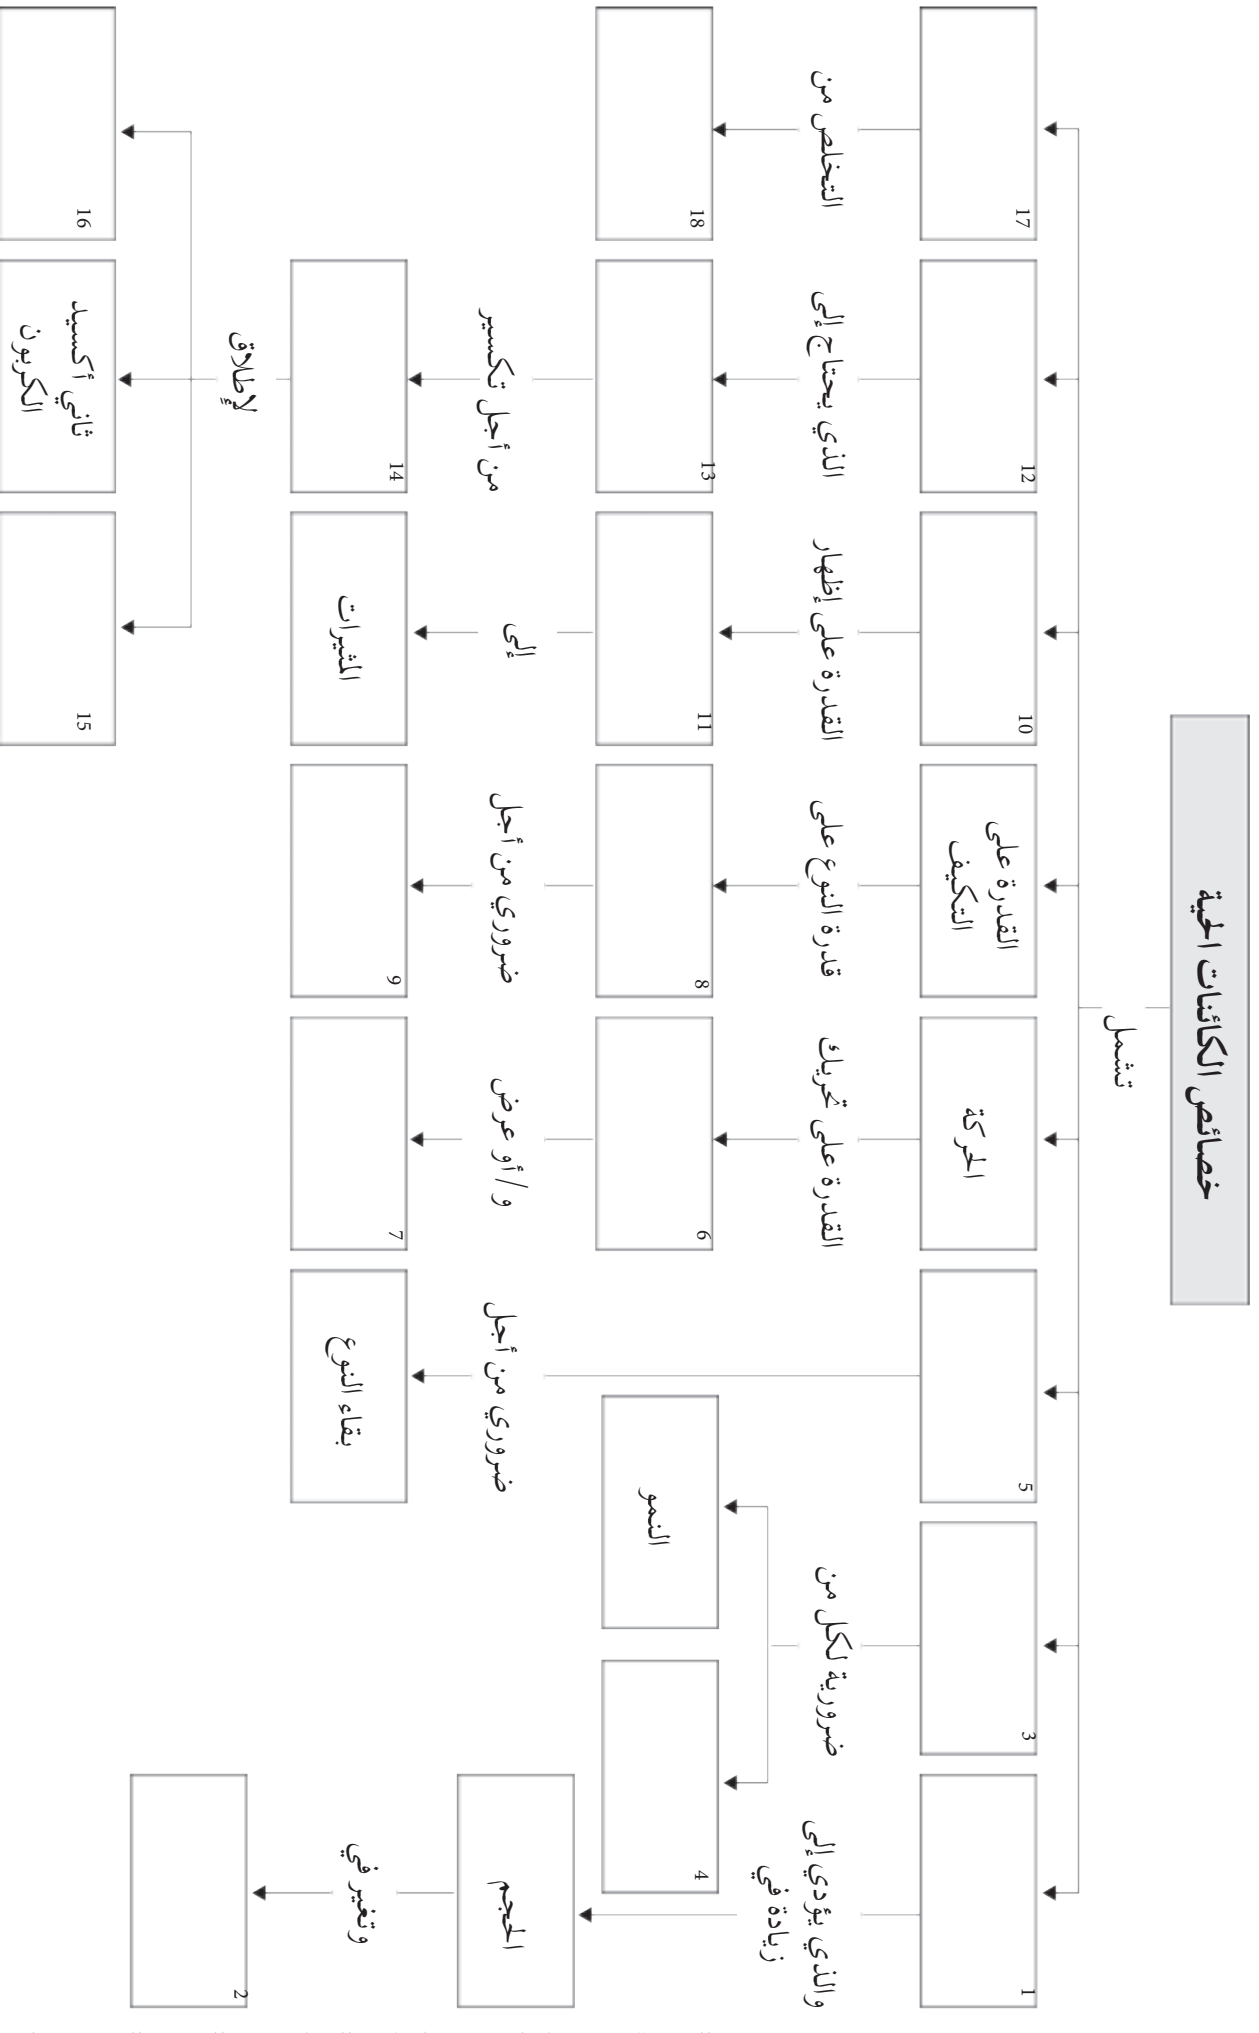 خصائص الكائنات الحية
تشمل
1
والذي يؤدي إلى
زيادة في
الحجم
وتغير في
2
3
ضرورية لكل من
4
النمو
5
ضروري من أجل
بقاء النوع
الحركة
القدرة على تحريك
6
و/أو عرض
7
القدرة على
التكيف
قدرة النوع على
8
ضروري من أجل
9
10
القدرة على إظهار
11
إلى
المثيرات
12
الذي يحتاج إلى
13
من أجل تكسير
14
لإطلاق
15
ثاني أكسيد
الكربون
16
17
التخلص من
18